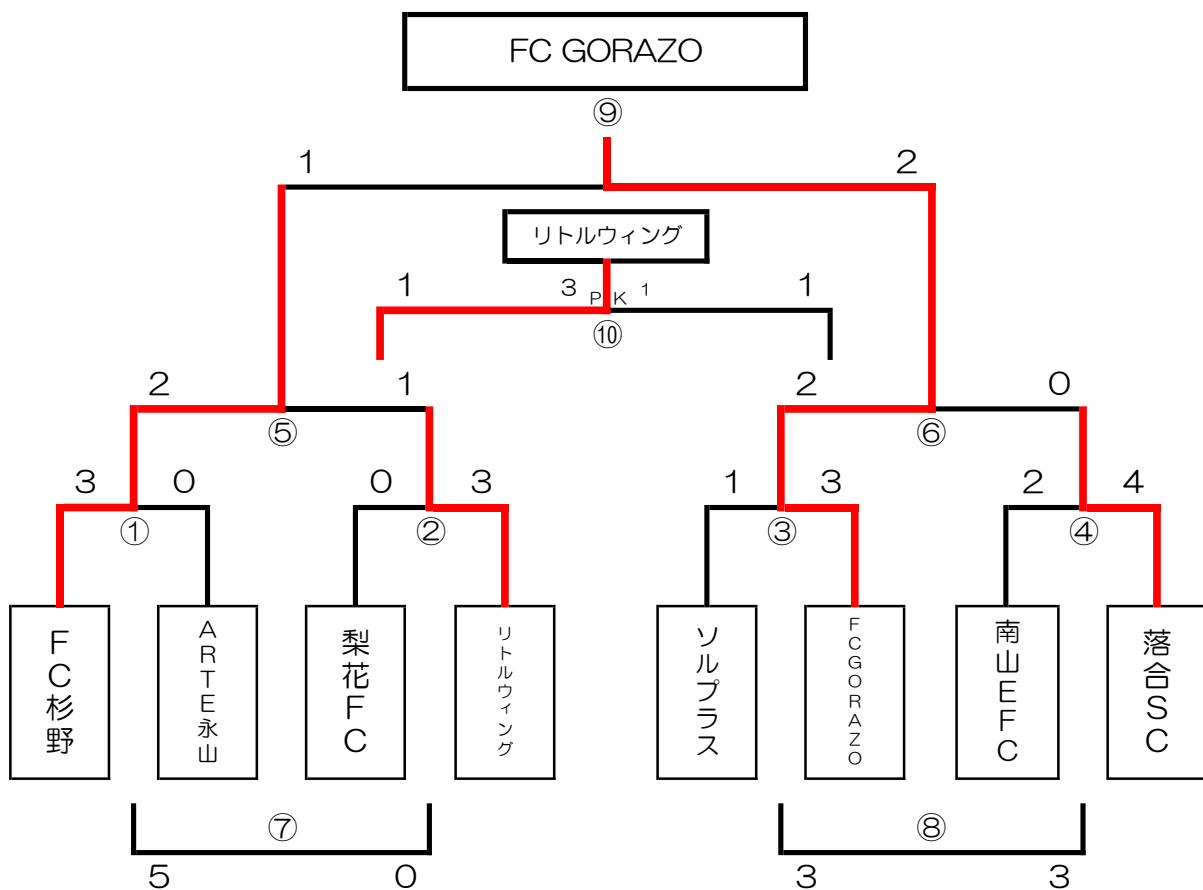 FC GORAZO
⑨
1 2
リトルウィング
1 3 PK 1 1
⑩
2 1 2 0
⑤ ⑥
3 0 0 3 1 3 2 4
① ② ③ ④
FC杉野
ARTE永山
梨花FC
リトルウィング
ソルプラス
FCGORAZO
南山EFC
落合SC
⑦ ⑧
5 0 3 3